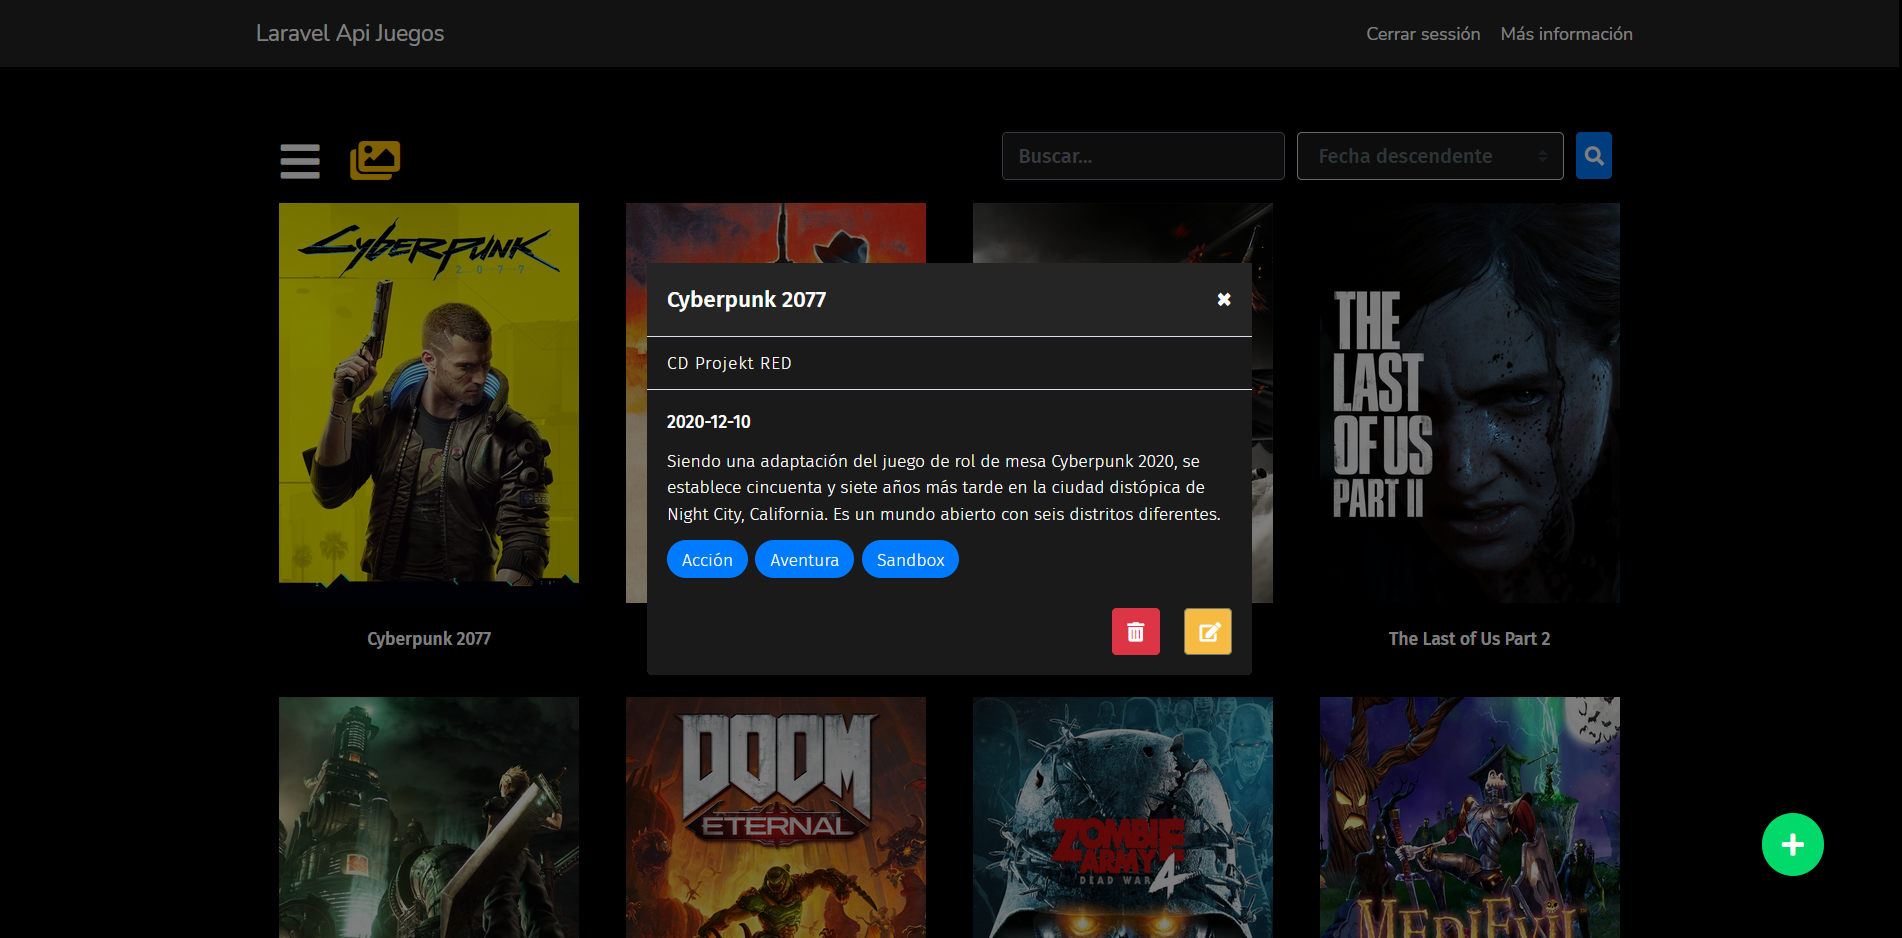 Laravel Api Juegos
Cerrar sessión
Más información
Buscar...
Fecha descendente
CYBERPUNK
2077
Cyberpunk 2077
CD Projekt RED
2020-12-10
Siendo una adaptación del juego de rol de mesa Cyberpunk 2020, se
establece cincuenta y siete años más tarde en la ciudad distópica de
Night City, California. Es un mundo abierto con seis distritos diferentes.
Acción
Aventura
Sandbox
THE
LAST
OF US
PART II
Cyberpunk 2077
The Last of Us Part 2
DOOM
ETERNAL
ZOMBIE
ARMY 4
DEAD WAR
MEDIEVIL